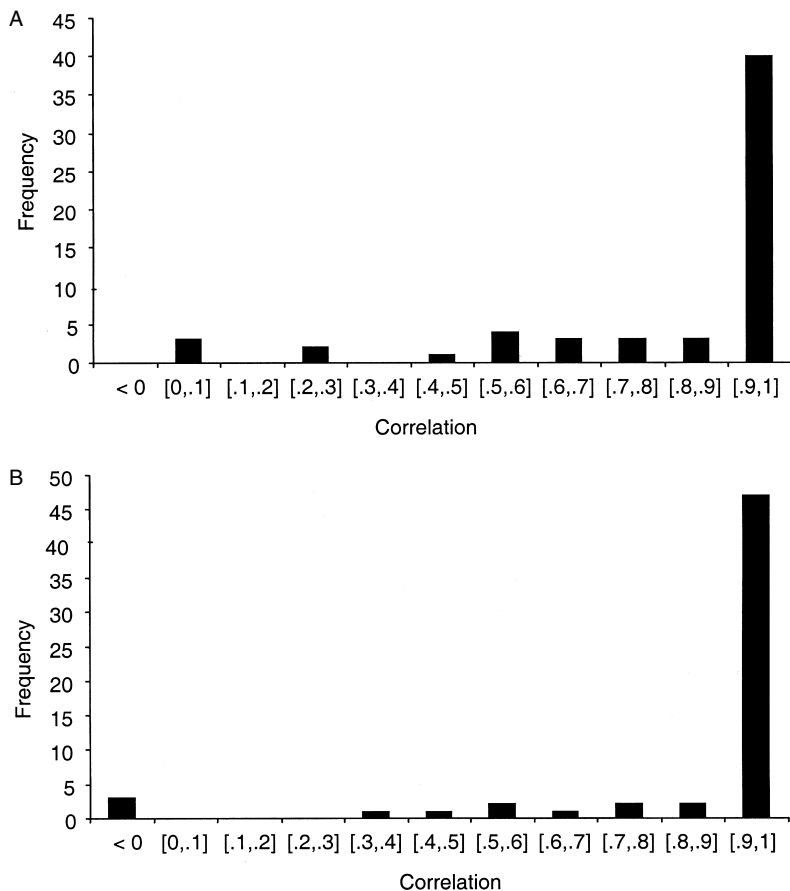 A
45
40
35
30
25
20
15
10
5
0
Frequency
< 0 [0,.1] [.1,.2] [.2,.3] [.3,.4] [.4,.5] [.5,.6] [.6,.7] [.7,.8] [.8,.9] [.9,1]
Correlation
B
50
45
40
35
30
25
20
15
10
5
0
Frequency
< 0 [0,.1] [.1,.2] [.2,.3] [.3,.4] [.4,.5] [.5,.6] [.6,.7] [.7,.8] [.8,.9] [.9,1]
Correlation